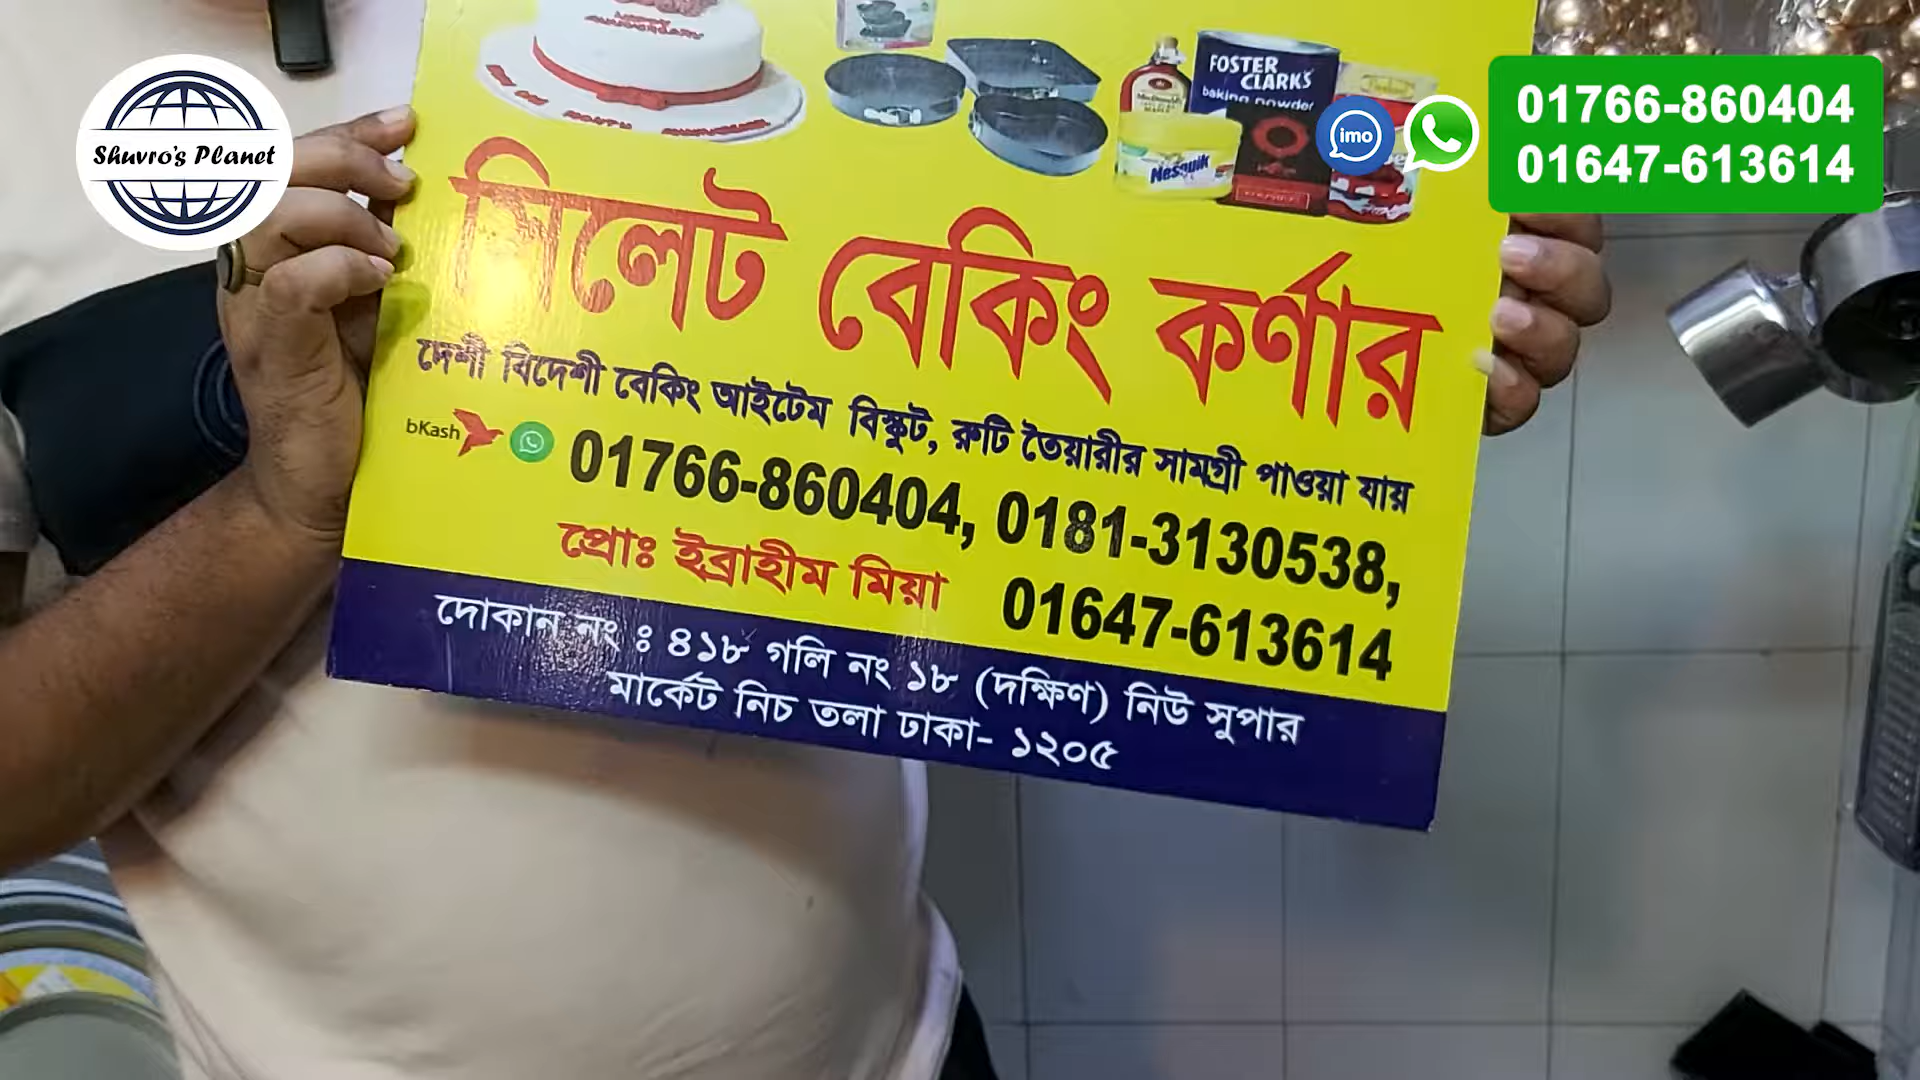 Shuvro's Planet
imo
01766-860404
01647-613614
FOSTER
CLARK'S
baking powder
Nesquik
সিলেট বেকিং কর্ণার
দেশী বিদেশী বেকিং আইটেম বিস্কুট, রুটি তৈয়ারীর সামগ্রী পাওয়া যায়
bKash 01766-860404, 0181-3130538,
প্রোঃ ইব্রাহীম মিয়া 01647-613614
দোকান নং ঃ ৪১৮ গলি নং ১৮ (দক্ষিণ) নিউ সুপার
মার্কেট নিচ তলা ঢাকা- ১২০৫